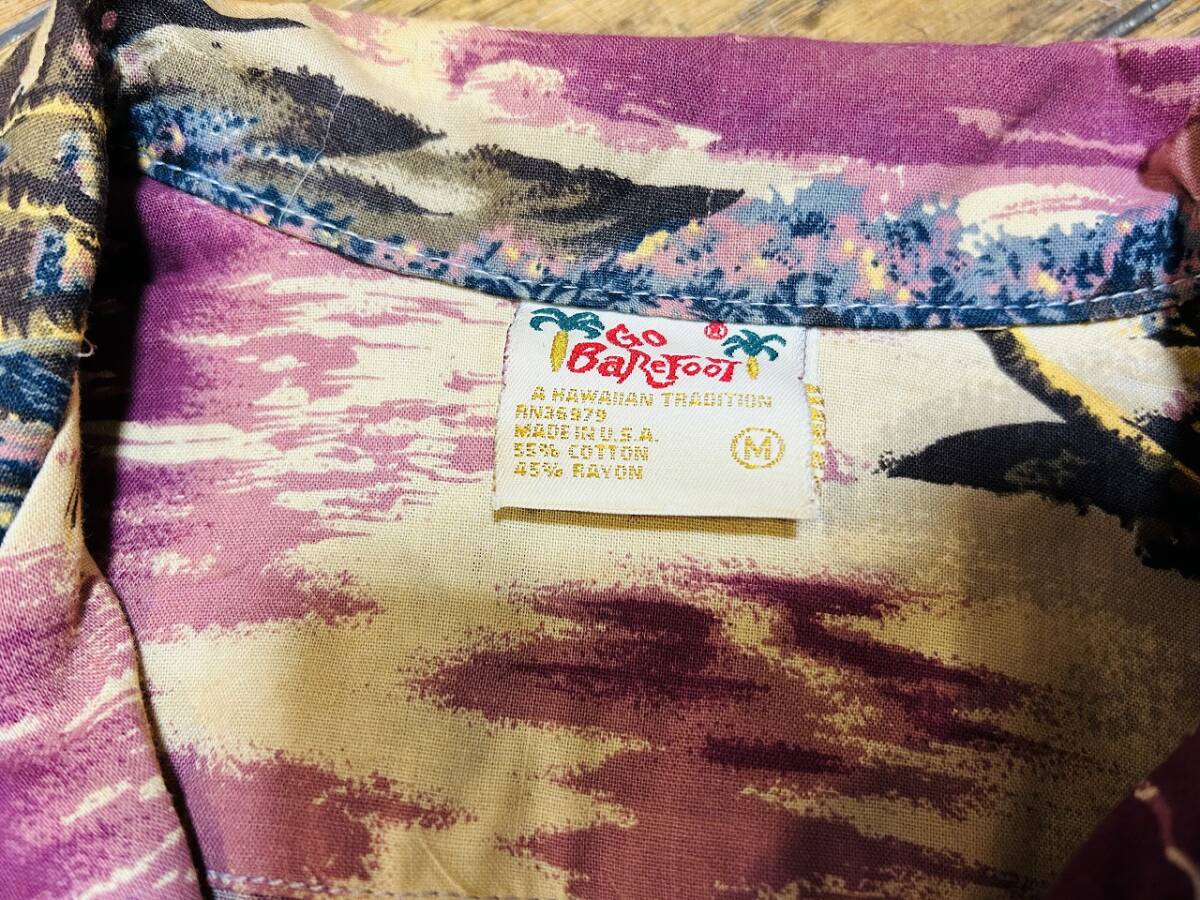 GO ®
BaReFooT
A HAWAIIAN TRADITION
RN36979
MADE IN U.S.A.
55% COTTON
45% RAYON
M